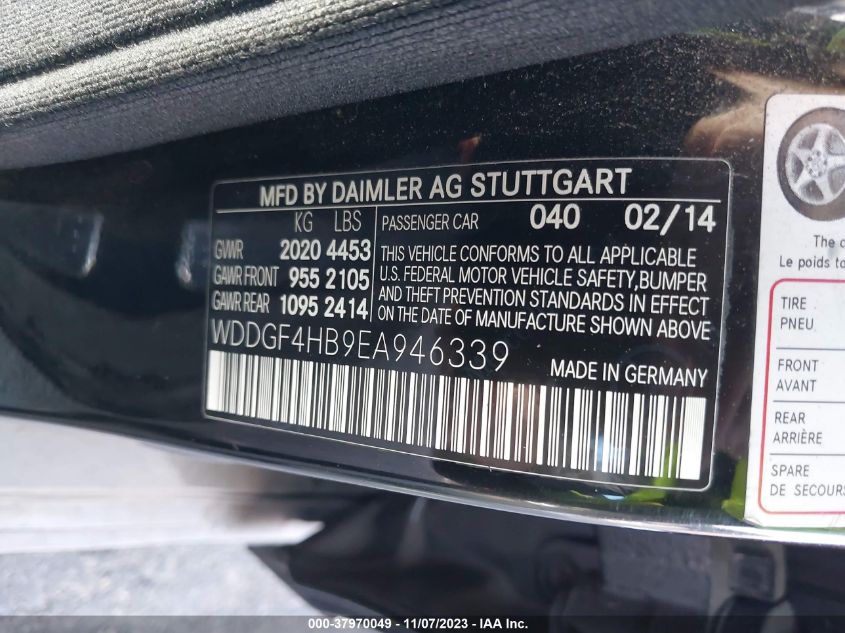 MFD BY DAIMLER AG STUTTGART
KG LBS
GVWR 2020 4453
GAWR FRONT 955 2105
GAWR REAR 1095 2414
PASSENGER CAR 040 02/14
THIS VEHICLE CONFORMS TO ALL APPLICABLE
U.S. FEDERAL MOTOR VEHICLE SAFETY,BUMPER
AND THEFT PREVENTION STANDARDS IN EFFECT
ON THE DATE OF MANUFACTURE SHOWN ABOVE
WDDGF4HB9EA946339
MADE IN GERMANY
The
Le poids
TIRE
PNEU
FRONT
AVANT
REAR
ARRIÈRE
SPARE
DE SECOURS
000-37970049 - 11/07/2023 - IAA Inc.